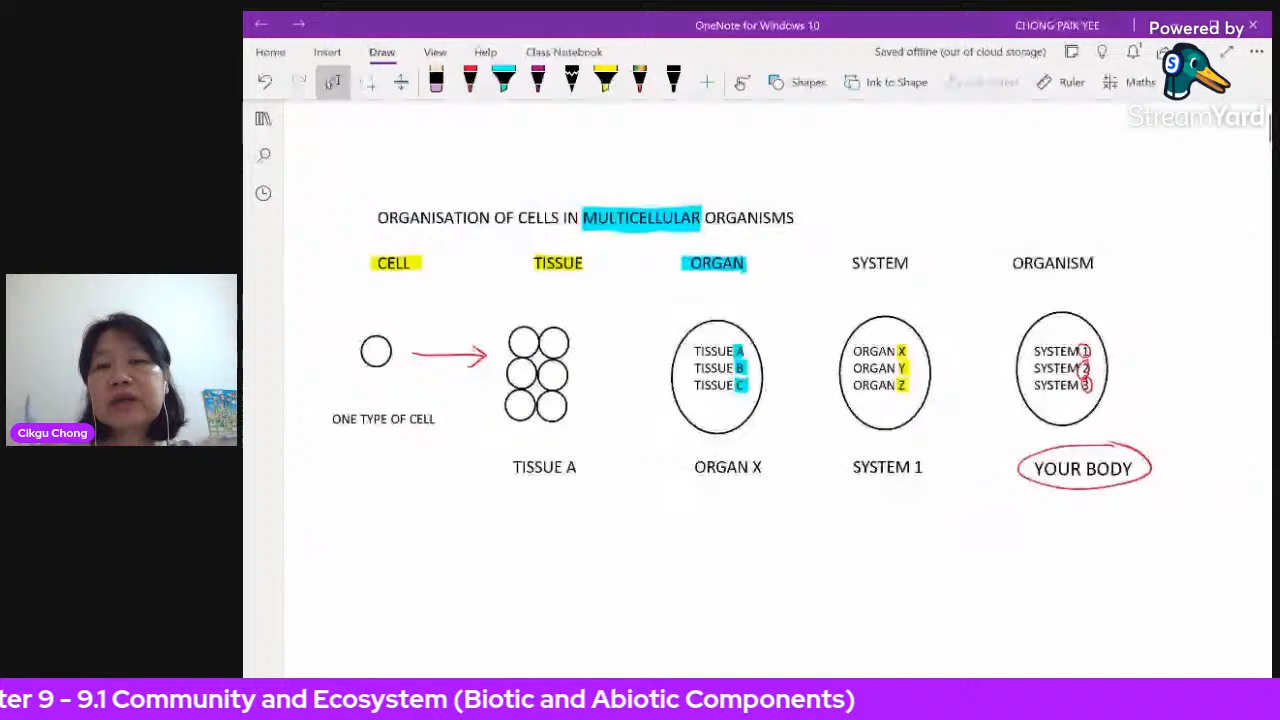 OneNote for Windows 10
CHONG PAIK YEE
Powered by
StreamYard
Home Insert Draw View Help Class Notebook
Saved offline (out of cloud storage)
Shapes Ink to Shape Ruler Maths
ORGANISATION OF CELLS IN MULTICELLULAR ORGANISMS
CELL TISSUE ORGAN SYSTEM ORGANISM
TISSUE A ORGAN X SYSTEM 1
TISSUE B ORGAN Y SYSTEM 2
TISSUE C ORGAN Z SYSTEM 3
ONE TYPE OF CELL
TISSUE A ORGAN X SYSTEM 1 YOUR BODY
Cikgu Chong
ter 9 - 9.1 Community and Ecosystem (Biotic and Abiotic Components)